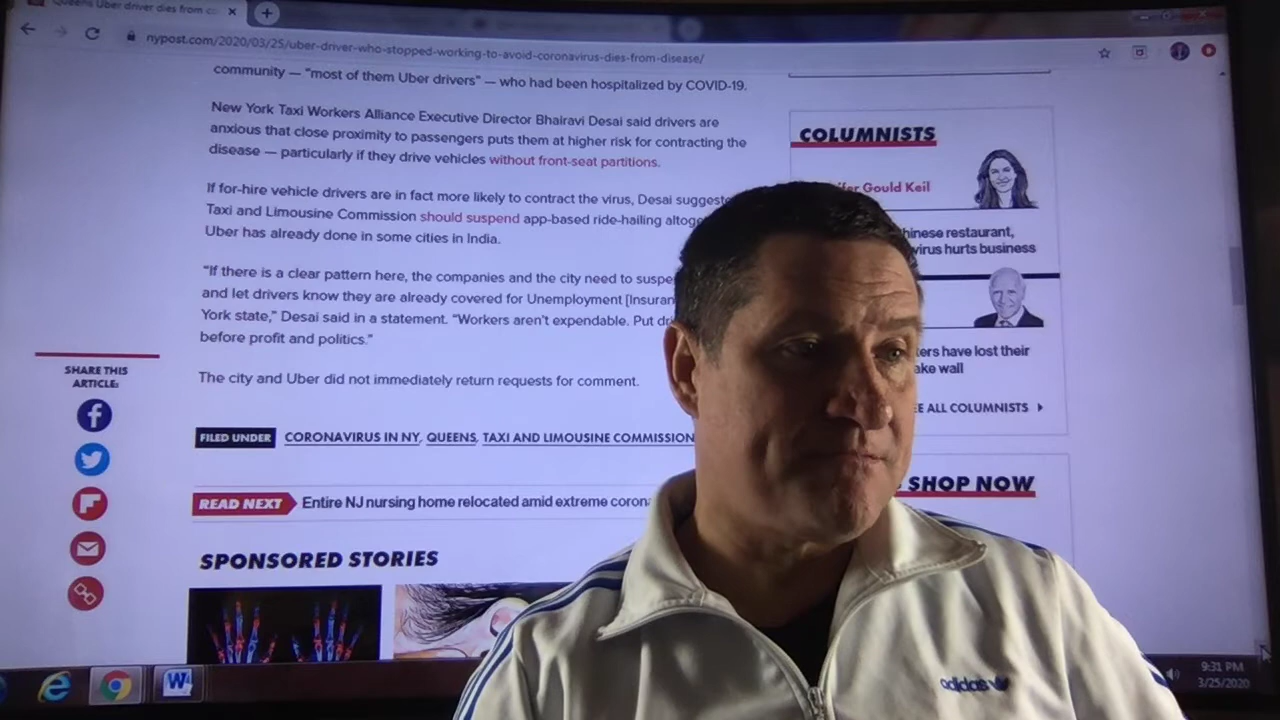 Queens Uber driver dies from co
nypost.com/2020/03/25/uber-driver-who-stopped-working-to-avoid-coronavirus-dies-from-disease/
community — "most of them Uber drivers" — who had been hospitalized by COVID-19.
New York Taxi Workers Alliance Executive Director Bhairavi Desai said drivers are
anxious that close proximity to passengers puts them at higher risk for contracting the
disease — particularly if they drive vehicles without front-seat partitions.
If for-hire vehicle drivers are in fact more likely to contract the virus, Desai suggeste
Taxi and Limousine Commission should suspend app-based ride-hailing altoge
Uber has already done in some cities in India.
"If there is a clear pattern here, the companies and the city need to suspe
and let drivers know they are already covered for Unemployment [Insuran
York state," Desai said in a statement. "Workers aren't expendable. Put dri
before profit and politics."
The city and Uber did not immediately return requests for comment.
SHARE THIS
ARTICLE:
FILED UNDER CORONAVIRUS IN NY, QUEENS, TAXI AND LIMOUSINE COMMISSION
READ NEXT Entire NJ nursing home relocated amid extreme corona
SPONSORED STORIES
COLUMNISTS
ifer Gould Keil
hinese restaurant,
virus hurts business
ters have lost their
ake wall
EE ALL COLUMNISTS
SHOP NOW
adidas
9:31 PM
3/25/2020